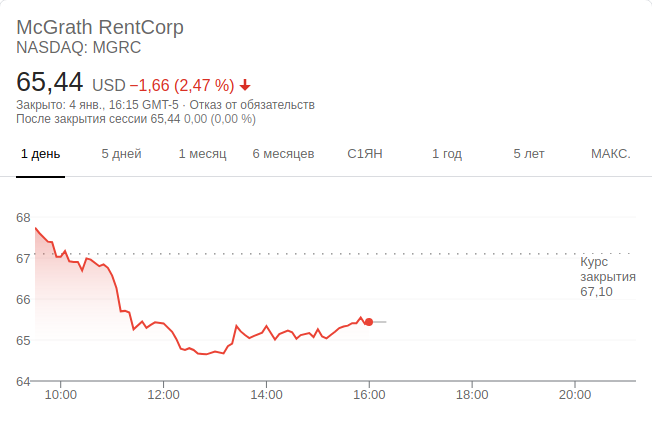 McGrath RentCorp
NASDAQ: MGRC
65,44 USD −1,66 (2,47 %)
Закрыто: 4 янв., 16:15 GMT-5 · Отказ от обязательств
После закрытия сессии 65,44 0,00 (0,00 %)
1 день 5 дней 1 месяц 6 месяцев С1ЯН 1 год 5 лет МАКС.
68
67
66
65
64
Курс
закрытия
67,10
10:00 12:00 14:00 16:00 18:00 20:00